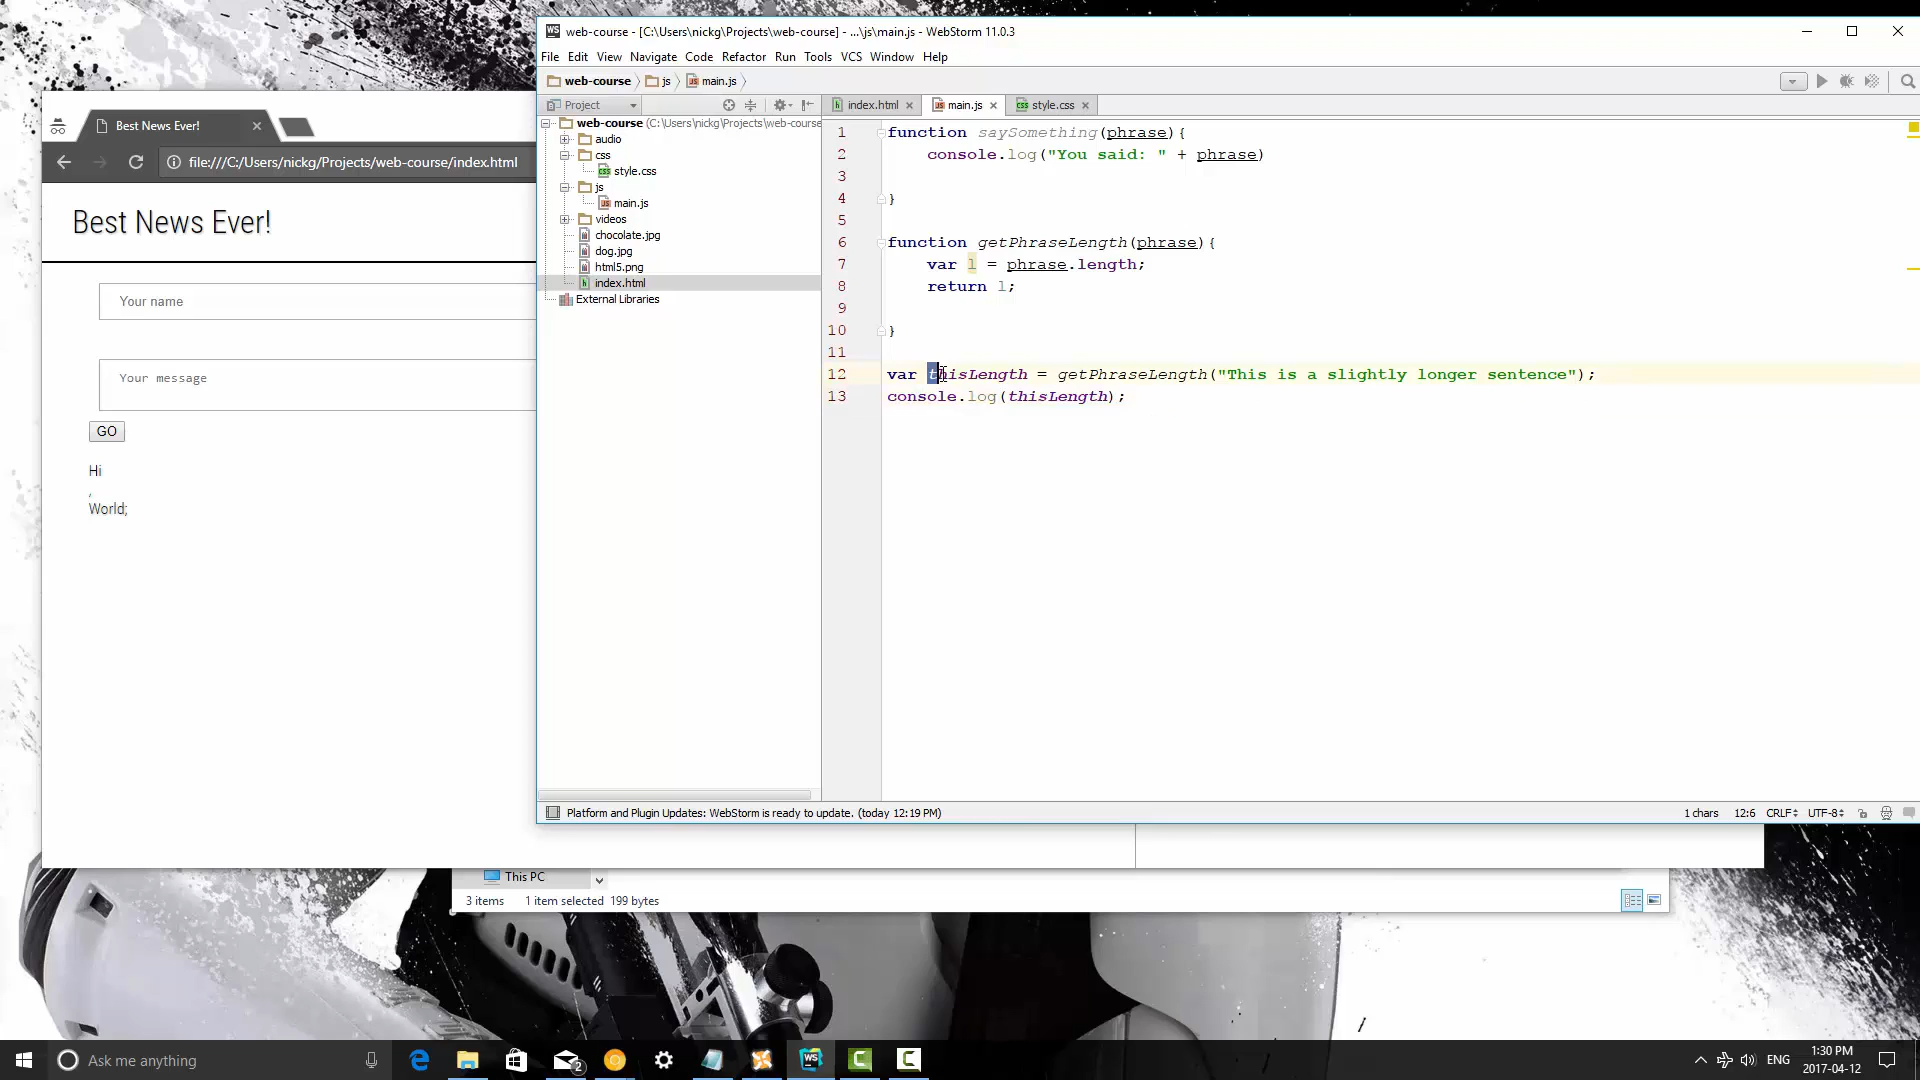 web-course - [C:\Users\nickg\Projects\web-course] - ...\js\main.js - WebStorm 11.0.3
File Edit View Navigate Code Refactor Run Tools VCS Window Help
web-course js main.js
Project
index.html main.js style.css
web-course (C:\Users\nickg\Projects\web-course
audio
css
style.css
js
main.js
videos
chocolate.jpg
dog.jpg
html5.png
index.html
External Libraries
1 function saySomething(phrase){
2 console.log("You said: " + phrase)
3
4 }
5
6 function getPhraseLength(phrase){
7 var l = phrase.length;
8 return l;
9
10 }
11
12 var thisLength = getPhraseLength("This is a slightly longer sentence");
13 console.log(thisLength);
Platform and Plugin Updates: WebStorm is ready to update. (today 12:19 PM)
1 chars 12:6 CRLF UTF-8
Best News Ever!
file:///C:/Users/nickg/Projects/web-course/index.html
Best News Ever!
Your name
Your message
GO
Hi
,
World;
This PC
3 items 1 item selected 199 bytes
Ask me anything
2
WS
ENG
1:30 PM
2017-04-12